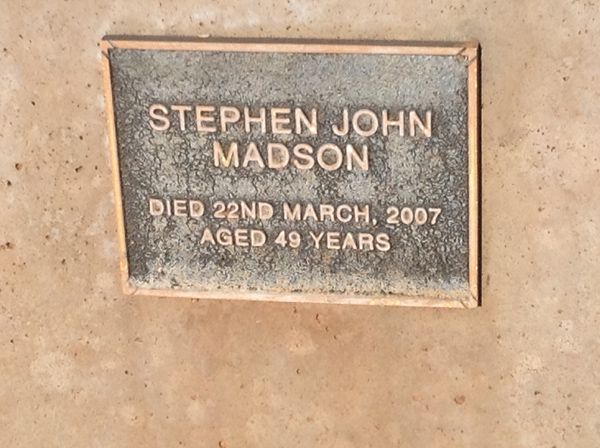 STEPHEN JOHN
MADSON
DIED 22ND MARCH, 2007
AGED 49 YEARS